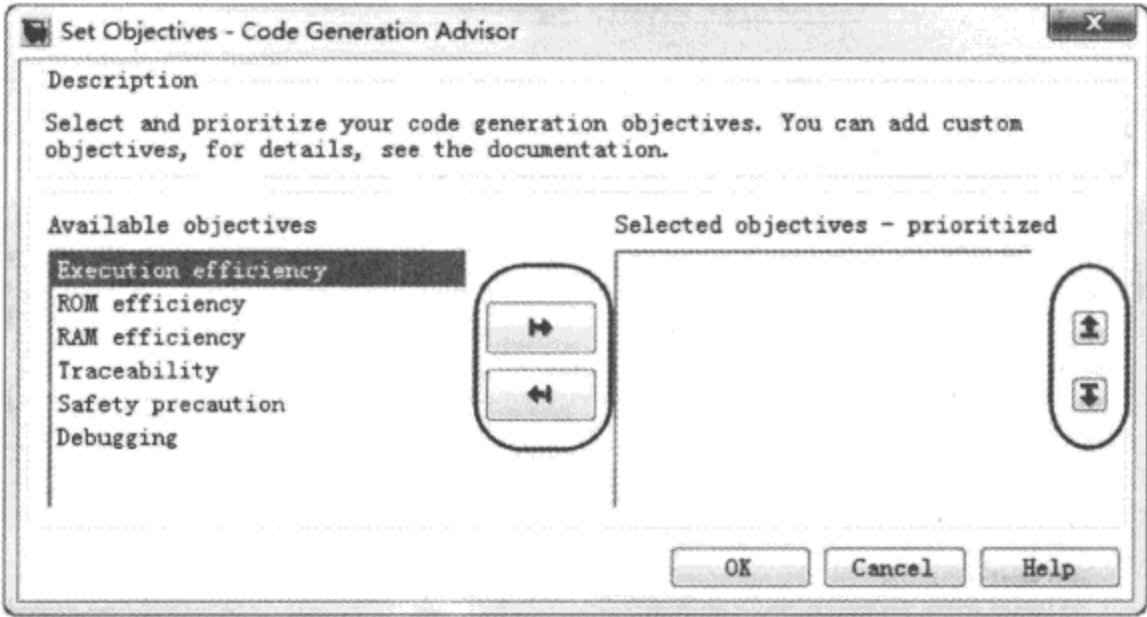 Set Objectives - Code Generation Advisor
Description
Select and prioritize your code generation objectives. You can add custom
objectives, for details, see the documentation.
Available objectives
Selected objectives - prioritized
Execution efficiency
ROM efficiency
RAM efficiency
Traceability
Safety precaution
Debugging
OK
Cancel
Help